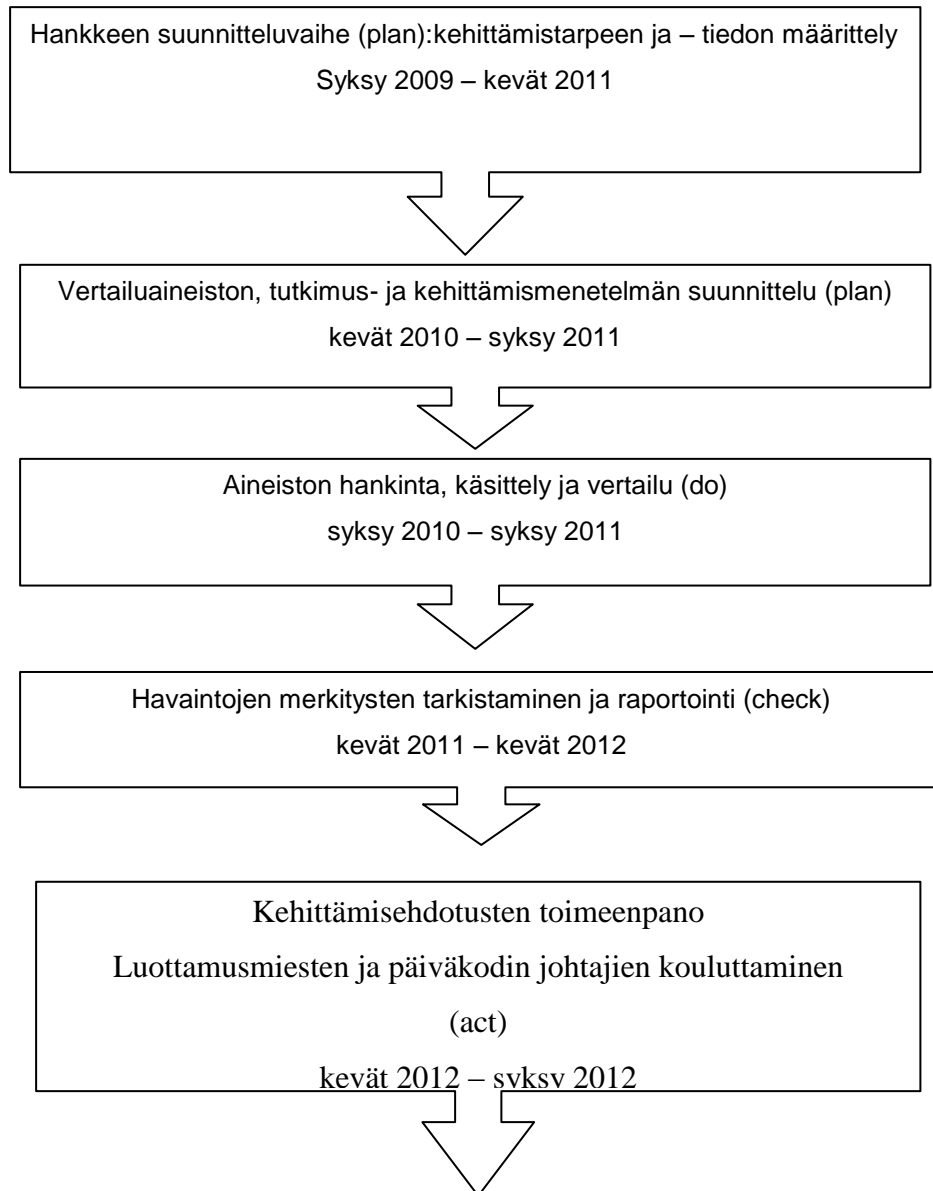 Hankkeen suunnitteluvaihe (plan):kehittämistarpeen ja – tiedon määrittely
Syksy 2009 – kevät 2011
Vertailuaineiston, tutkimus- ja kehittämismenetelmän suunnittelu (plan)
kevät 2010 – syksy 2011
Aineiston hankinta, käsittely ja vertailu (do)
syksy 2010 – syksy 2011
Havaintojen merkitysten tarkistaminen ja raportointi (check)
kevät 2011 – kevät 2012
Kehittämisehdotusten toimeenpano
Luottamusmiesten ja päiväkodin johtajien kouluttaminen
(act)
kevät 2012 – syksy 2012